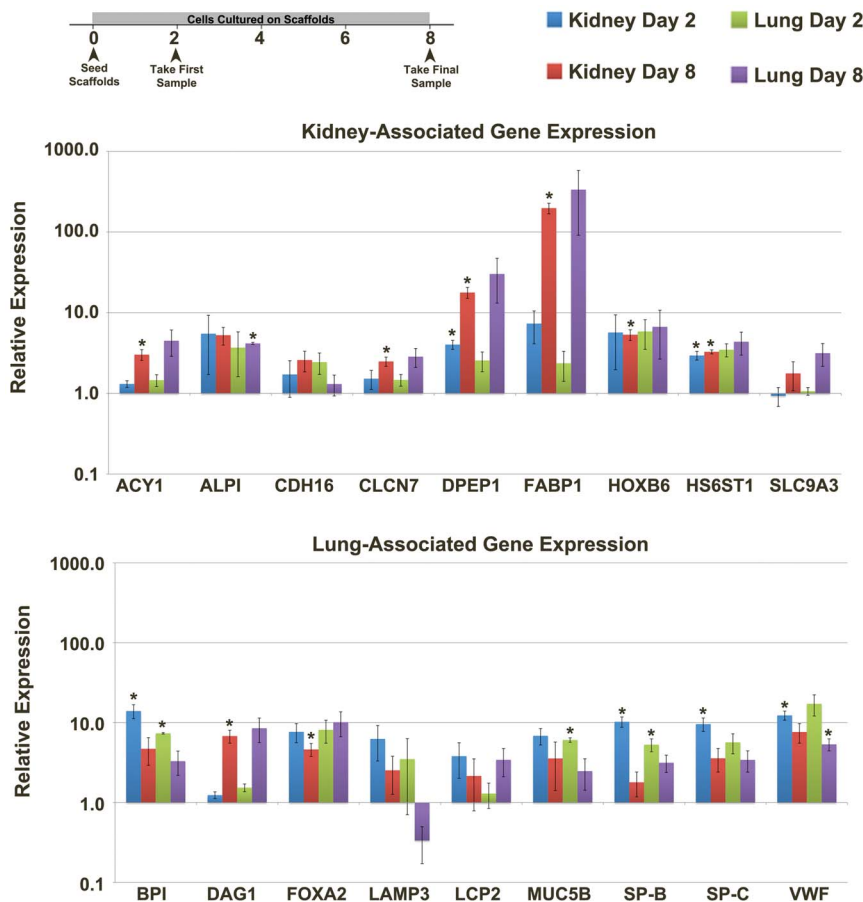 Cells Cultured on Scaffolds
0 2 4 6 8
Seed
Scaffolds
Take First
Sample
Take Final
Sample
Kidney Day 2
Lung Day 2
Kidney Day 8
Lung Day 8
Kidney-Associated Gene Expression
Relative Expression
1000.0
100.0
10.0
1.0
0.1
* * * * * * * * *
ACY1 ALPI CDH16 CLCN7 DPEP1 FABP1 HOXB6 HS6ST1 SLC9A3
Lung-Associated Gene Expression
Relative Expression
1000.0
100.0
10.0
1.0
0.1
* * * * * * * * * *
BPI DAG1 FOXA2 LAMP3 LCP2 MUC5B SP-B SP-C VWF